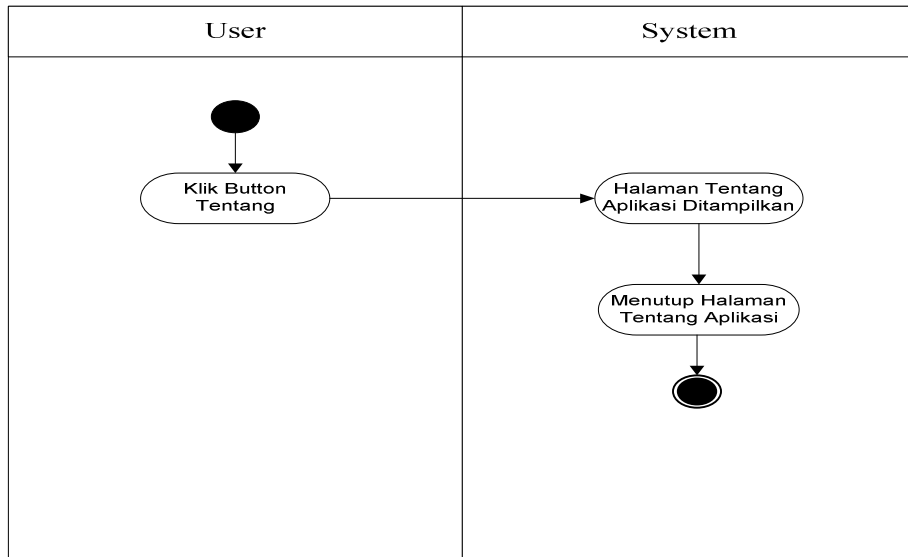 User
System
Klik Button
Tentang
Halaman Tentang
Aplikasi Ditampilkan
Menutup Halaman
Tentang Aplikasi